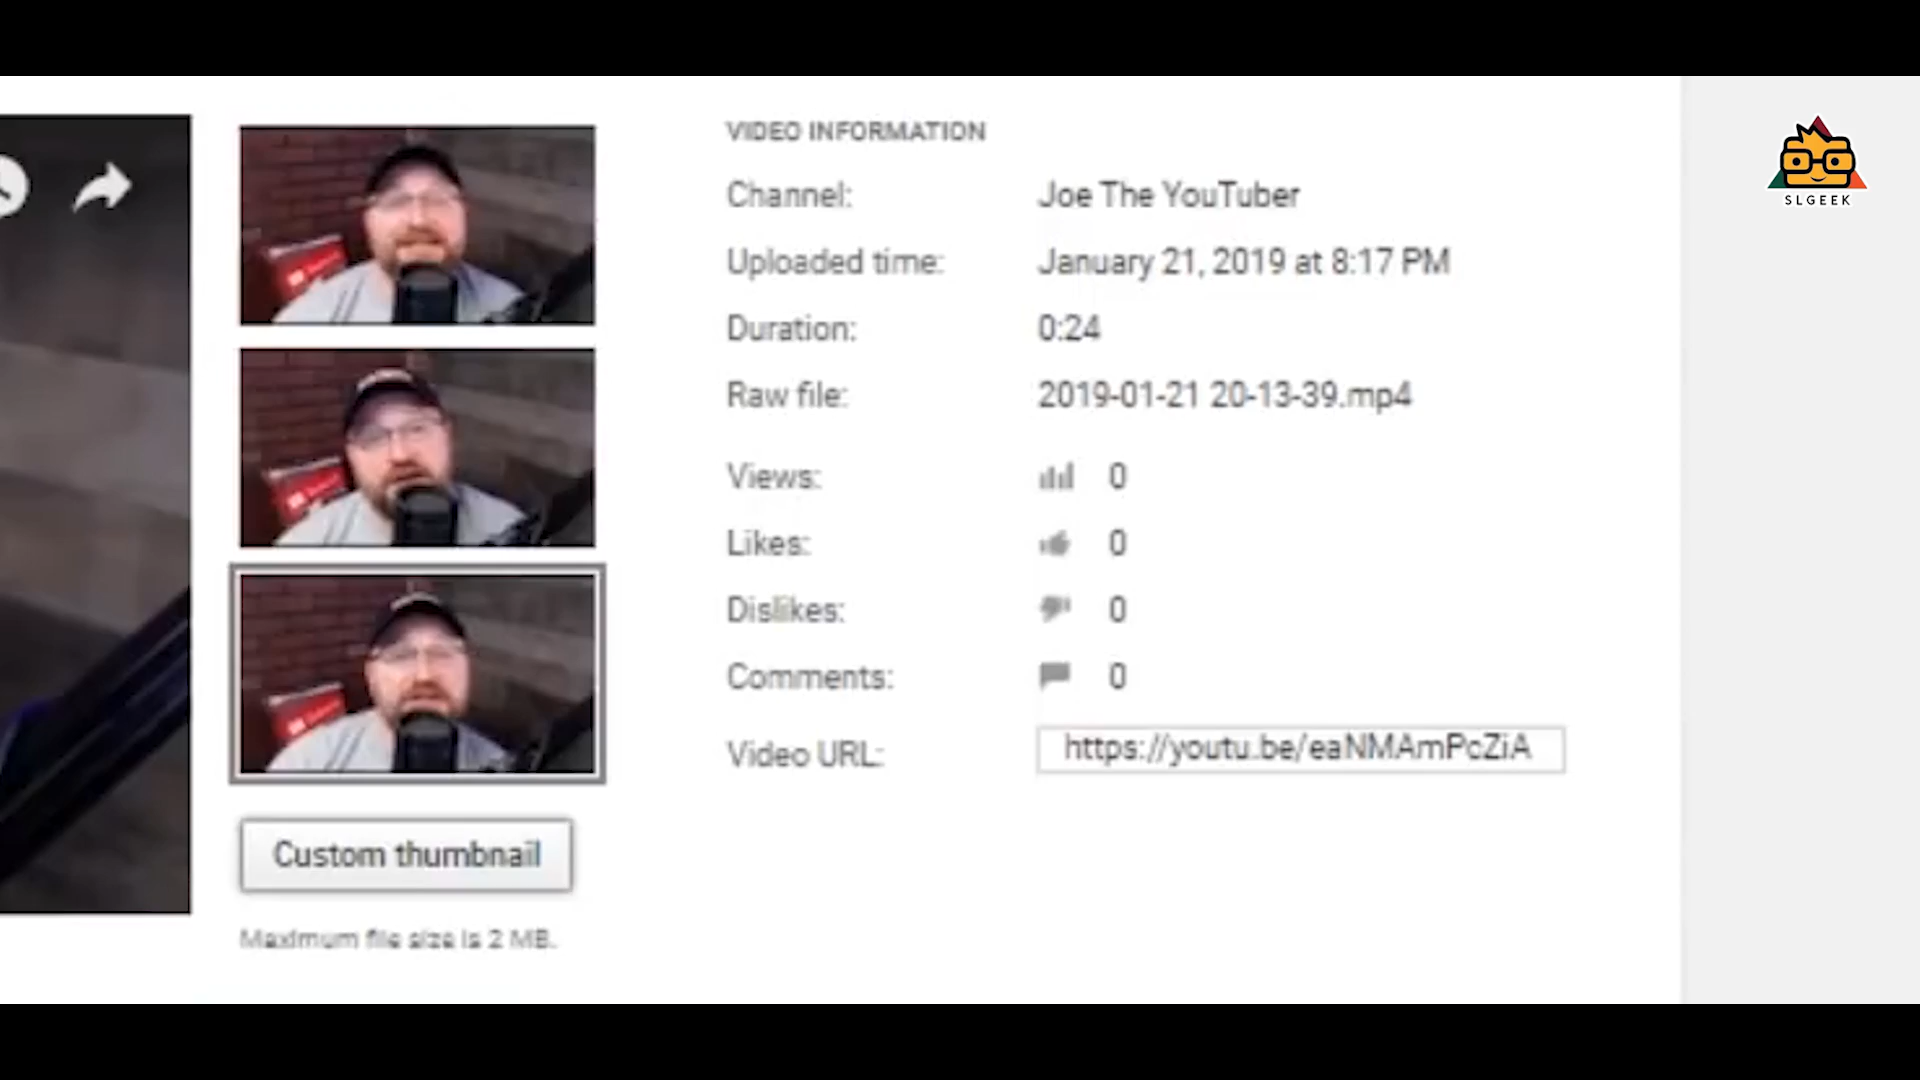 VIDEO INFORMATION
Channel: Joe The YouTuber
Uploaded time: January 21, 2019 at 8:17 PM
Duration: 0:24
Raw file: 2019-01-21 20-13-39.mp4
Views: 0
Likes: 0
Dislikes: 0
Comments: 0
Video URL: https://youtu.be/eaNMAmPcZiA
Custom thumbnail
Maximum file size is 2 MB.
SLGEEK